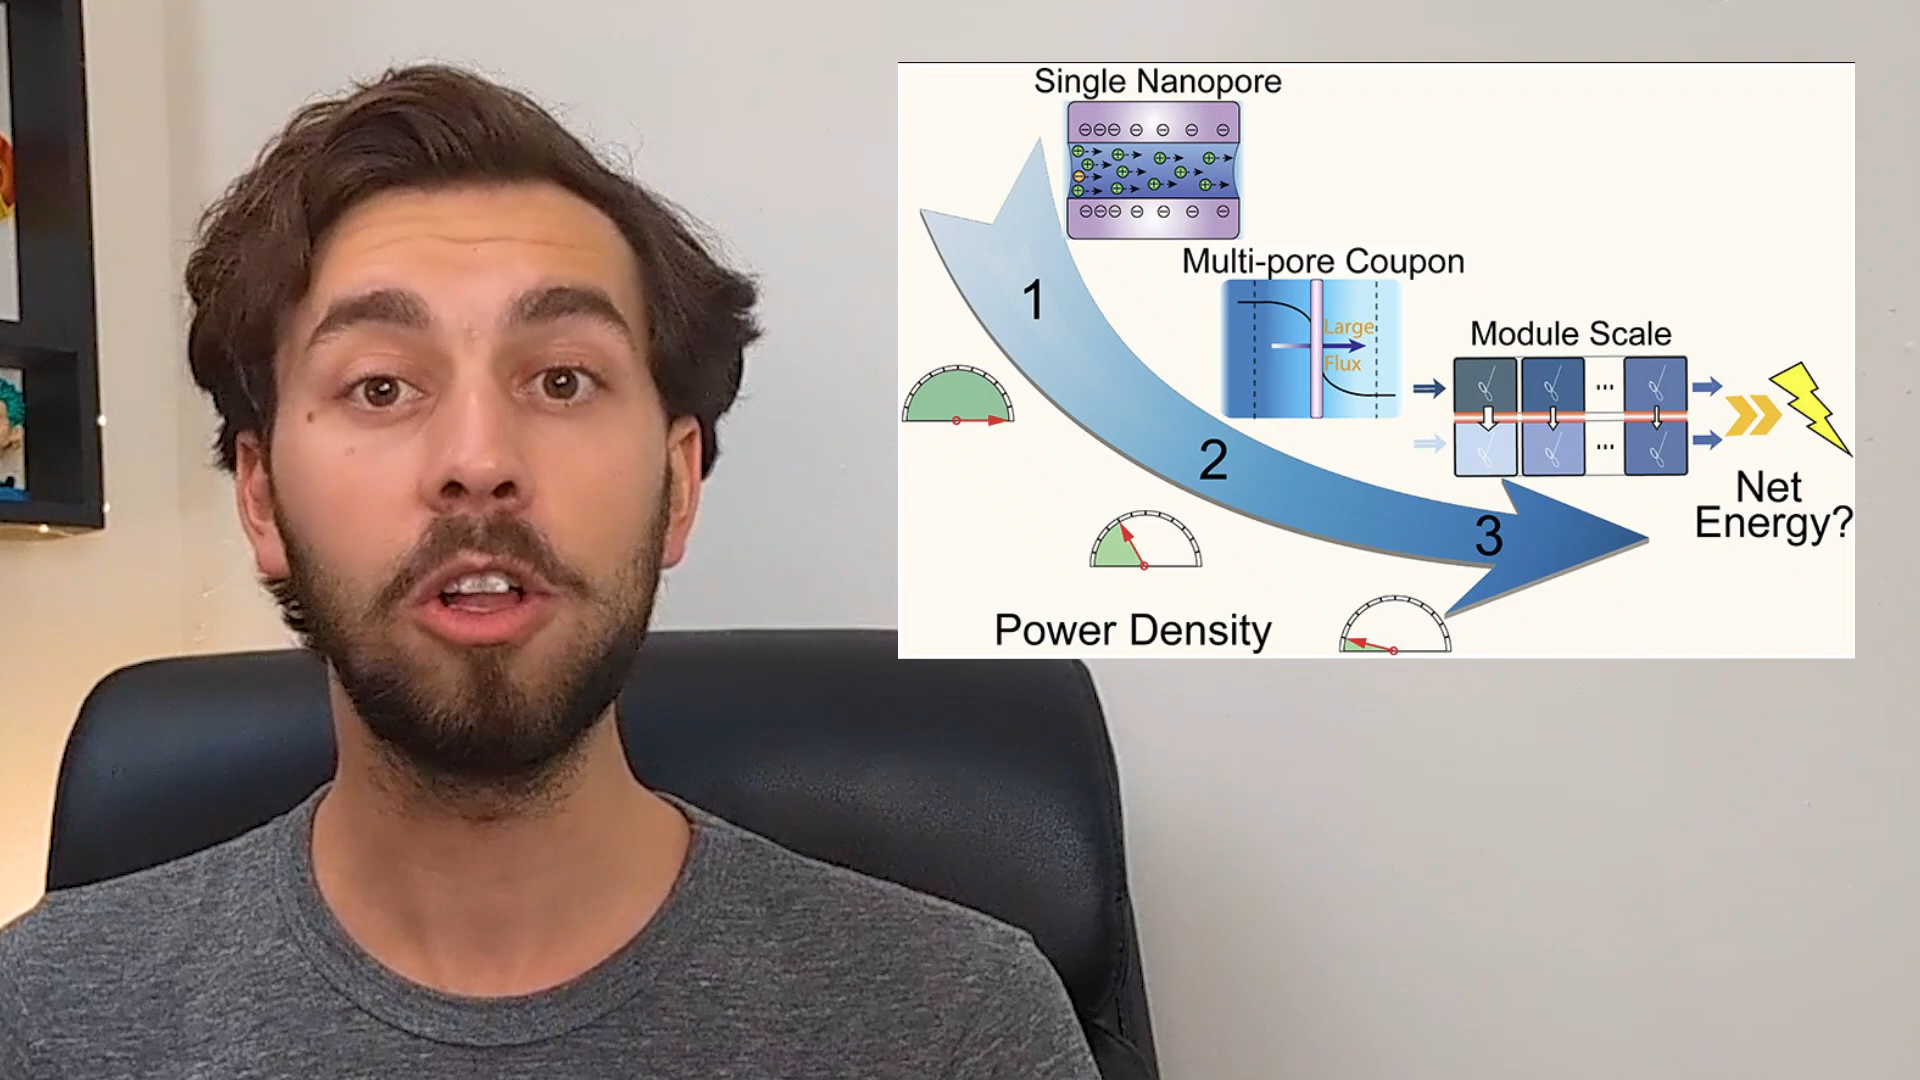 Single Nanopore
1
Multi-pore Coupon
Large
Flux
Module Scale
...
...
2
3
Net
Energy?
Power Density